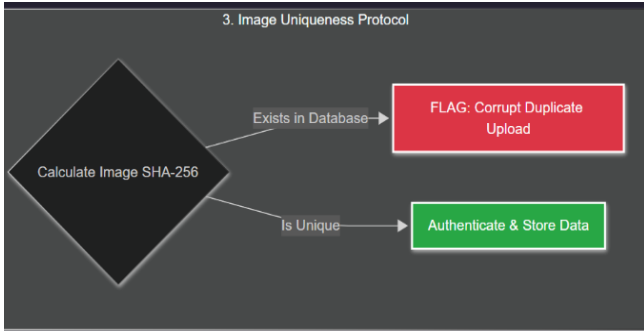 3. Image Uniqueness Protocol
Exists in Database
FLAG: Corrupt Duplicate
Upload
Calculate Image SHA-256
Is Unique
Authenticate & Store Data